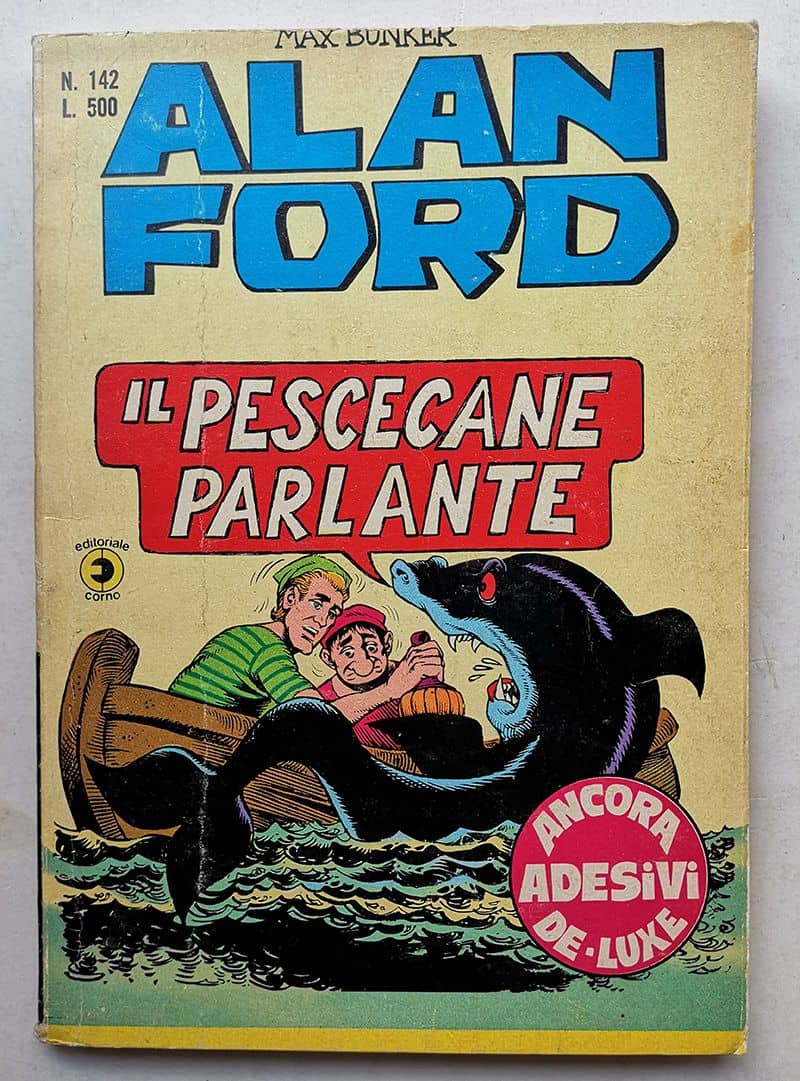 MAX BUNKER
N. 142
L. 500
ALAN
FORD
IL PESCECANE
PARLANTE
editoriale
corno
ANCORA
ADESiVi
DE-LUXE